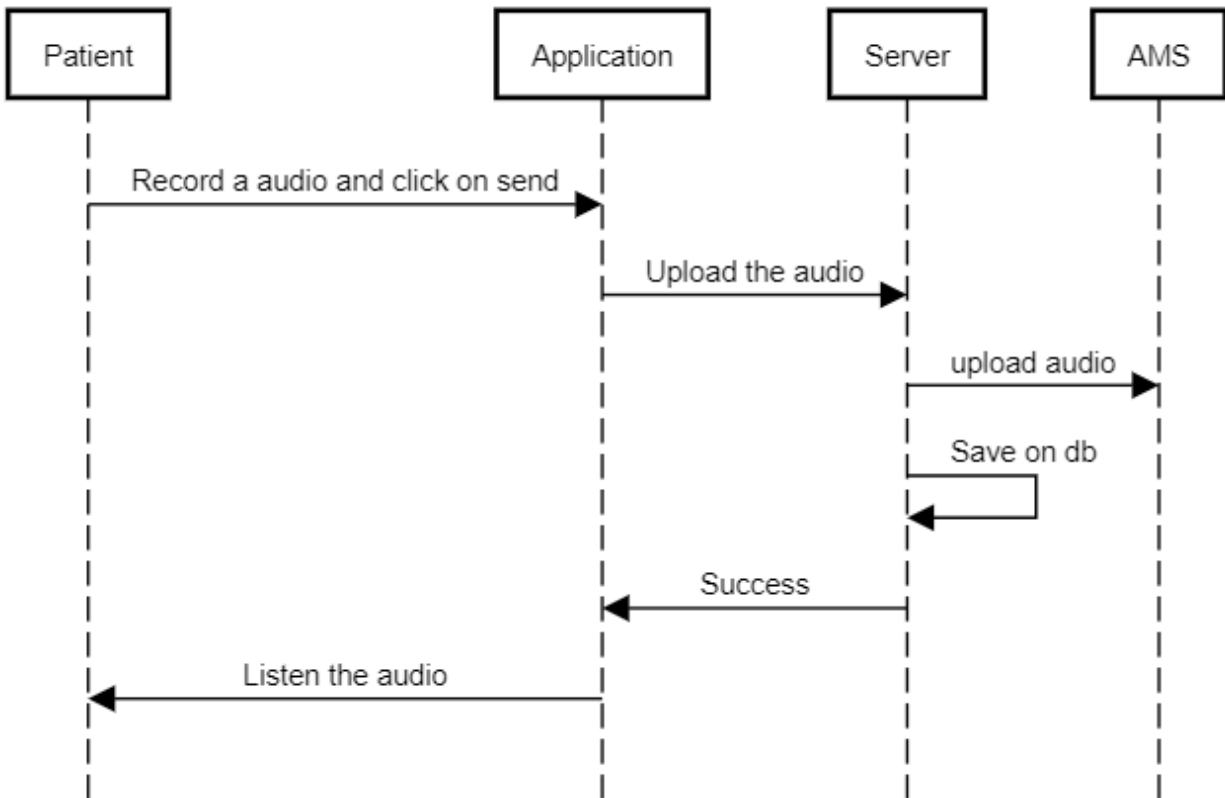 Patient
Application
Server
AMS
Record a audio and click on send
Upload the audio
upload audio
Save on db
Success
Listen the audio